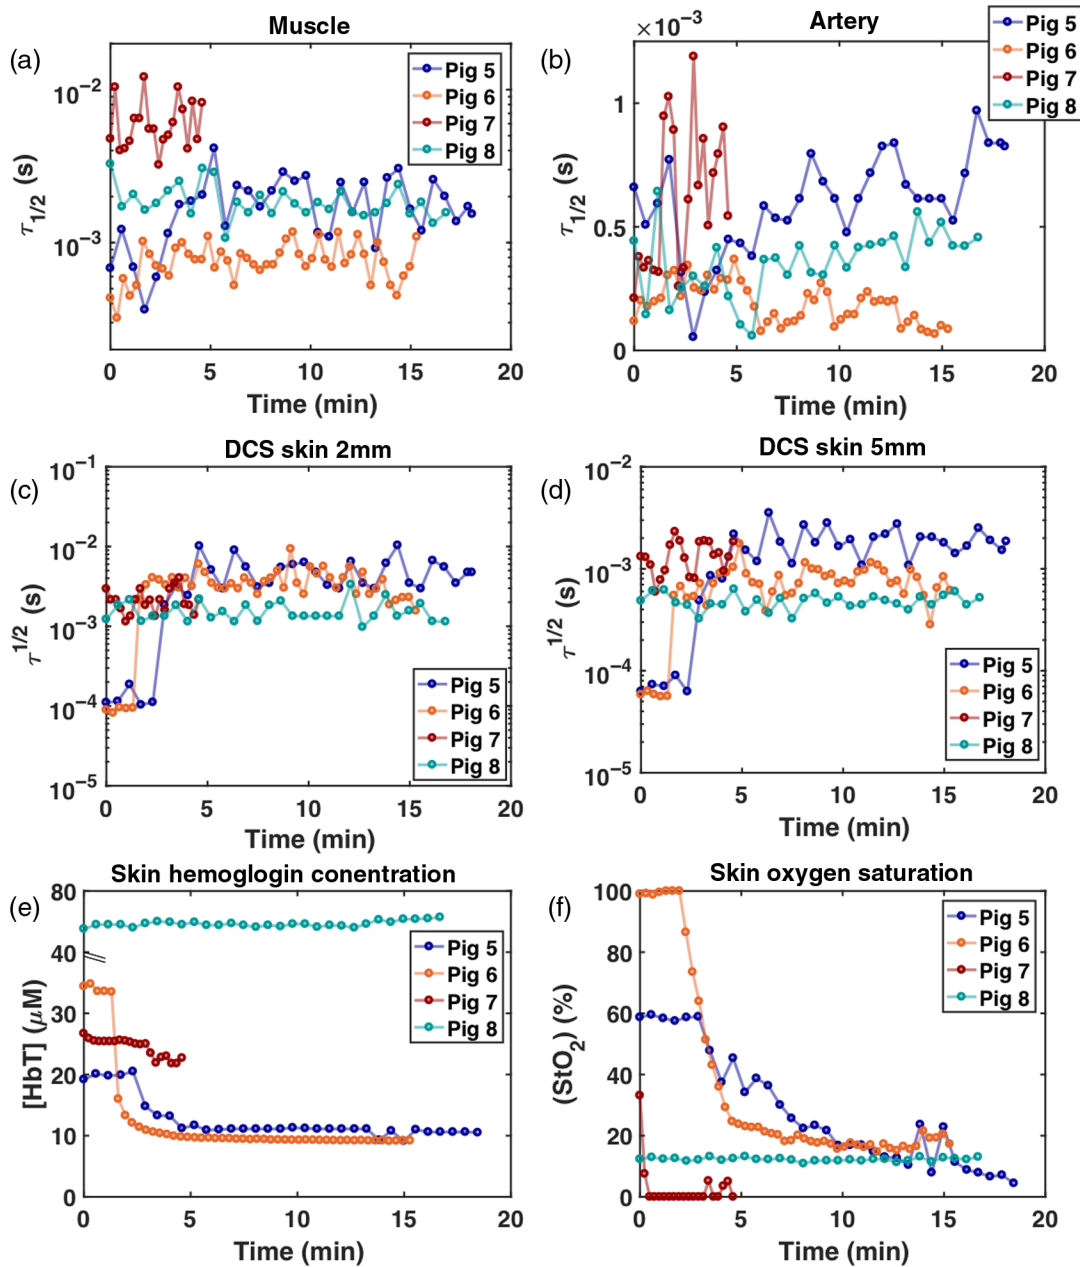 (a)
Muscle
10⁻²
10⁻³
τ1/2 (s)
0 5 10 15 20
Time (min)
Pig 5
Pig 6
Pig 7
Pig 8
(b)
×10⁻³
Artery
1
0.5
0
τ1/2 (s)
0 5 10 15 20
Time (min)
Pig 5
Pig 6
Pig 7
Pig 8
(c)
DCS skin 2mm
10⁻¹
10⁻²
10⁻³
10⁻⁴
10⁻⁵
τ1/2 (s)
0 5 10 15 20
Time (min)
Pig 5
Pig 6
Pig 7
Pig 8
(d)
DCS skin 5mm
10⁻²
10⁻³
10⁻⁴
10⁻⁵
τ1/2 (s)
0 5 10 15 20
Time (min)
Pig 5
Pig 6
Pig 7
Pig 8
(e)
Skin hemoglogin conentration
80
40
30
20
10
0
[HbT] (μM)
0 5 10 15 20
Time (min)
Pig 5
Pig 6
Pig 7
Pig 8
(f)
Skin oxygen saturation
100
80
60
40
20
0
(StO2) (%)
0 5 10 15 20
Time (min)
Pig 5
Pig 6
Pig 7
Pig 8